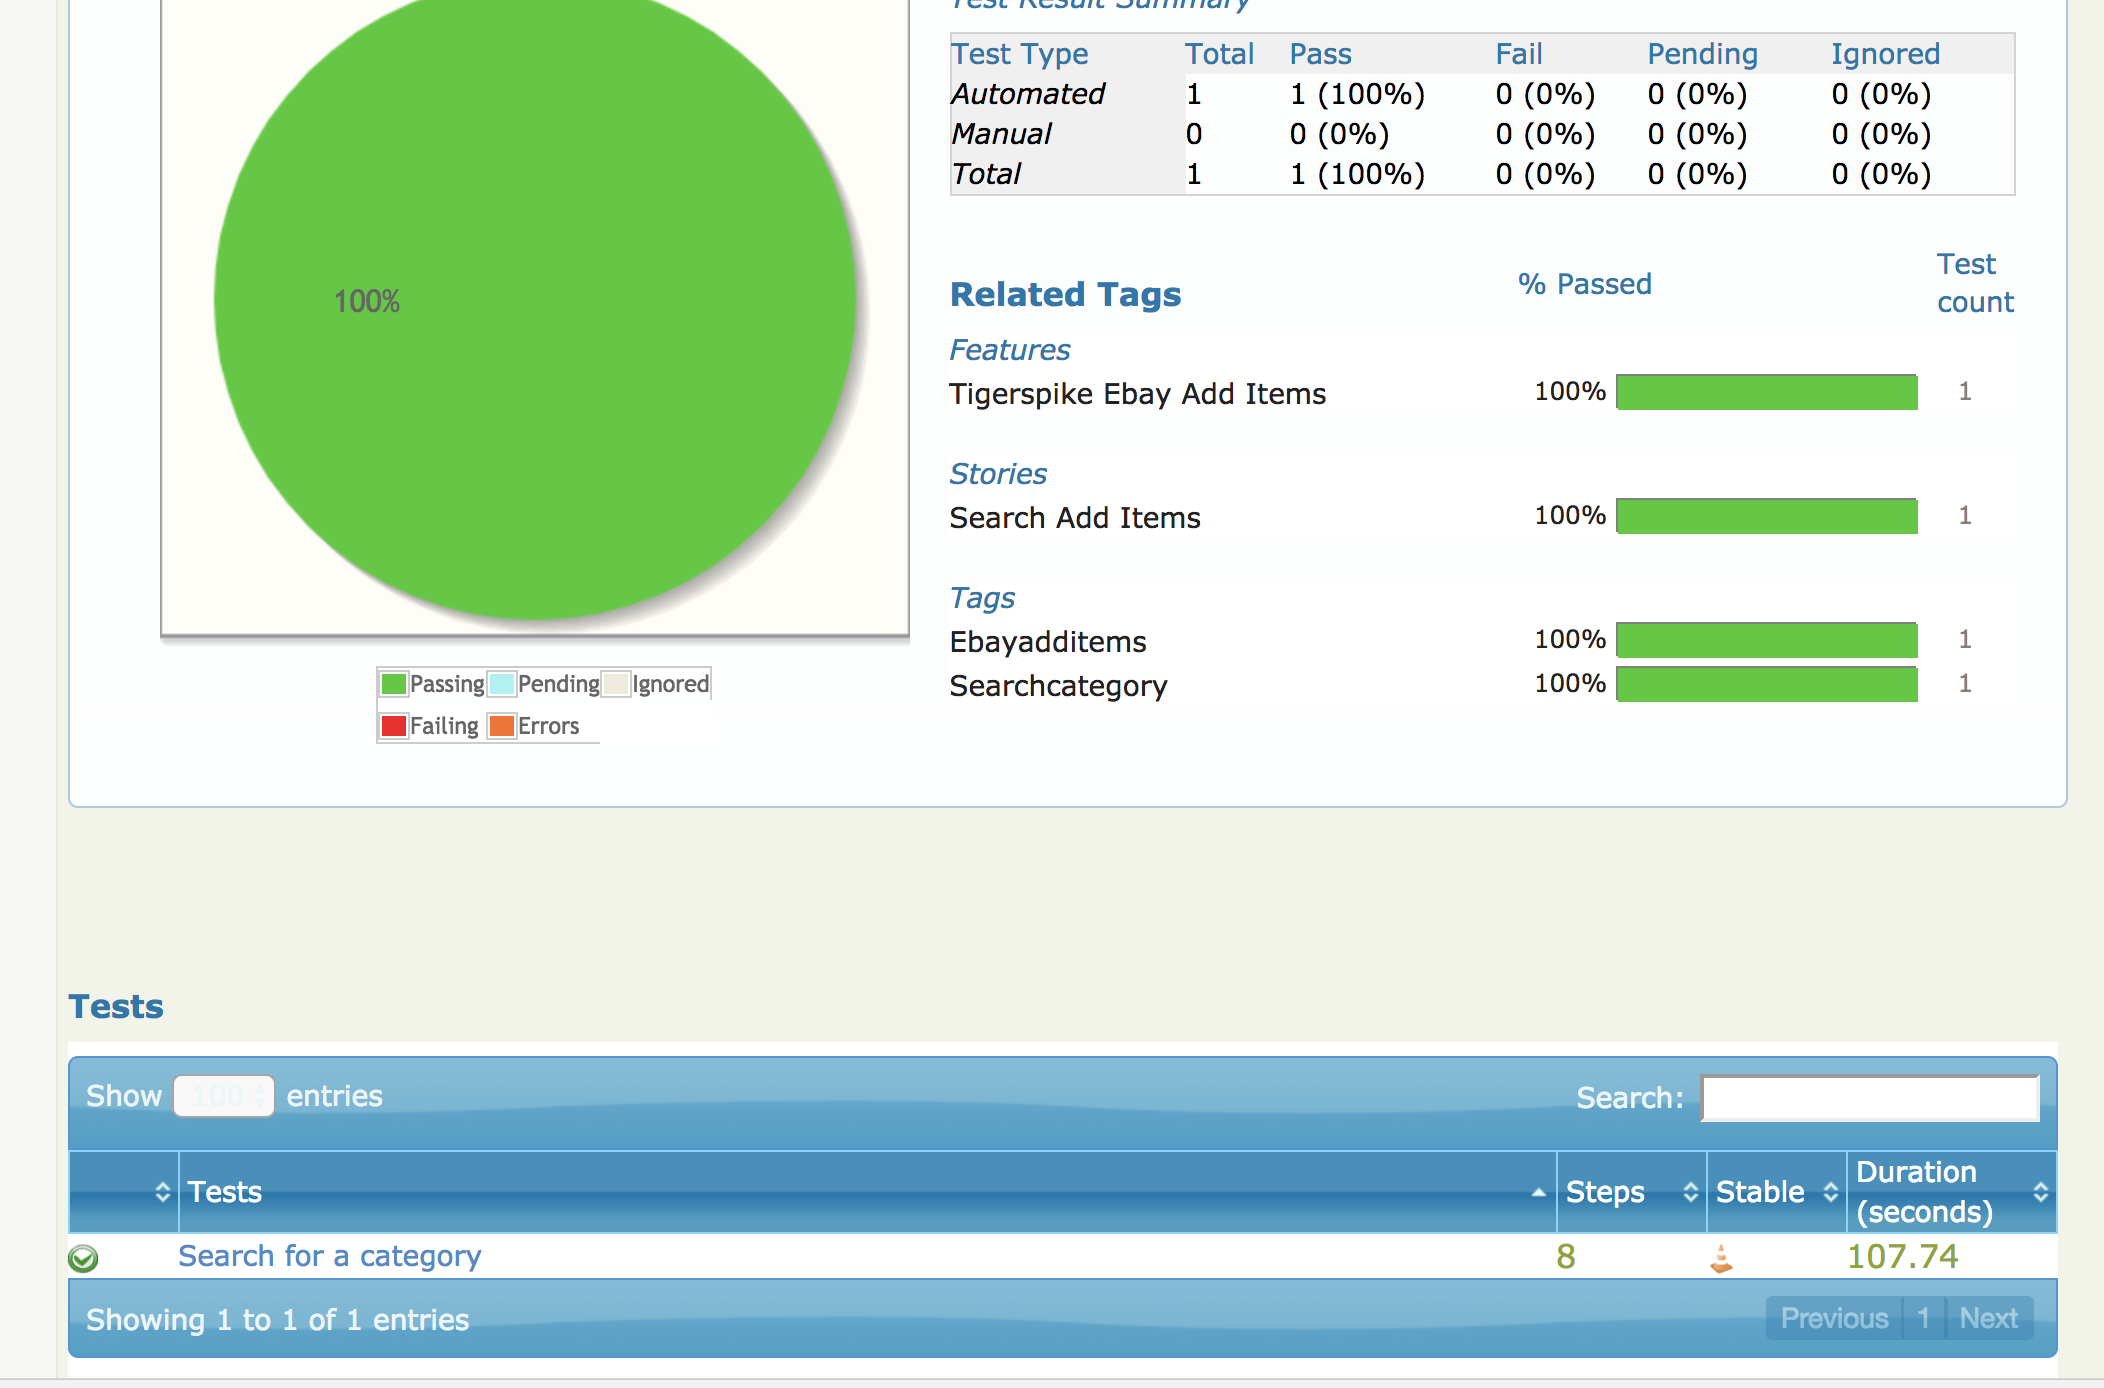 Test Result Summary
Test Type Total Pass Fail Pending Ignored
Automated 1 1 (100%) 0 (0%) 0 (0%) 0 (0%)
Manual 0 0 (0%) 0 (0%) 0 (0%) 0 (0%)
Total 1 1 (100%) 0 (0%) 0 (0%) 0 (0%)
100%
Related Tags % Passed Test count
Features
Tigerspike Ebay Add Items 100% 1
Stories
Search Add Items 100% 1
Tags
Ebayadditems 100% 1
Searchcategory 100% 1
Passing Pending Ignored
Failing Errors
Tests
Show 100 entries Search:
Tests Steps Stable Duration (seconds)
Search for a category 8 107.74
Showing 1 to 1 of 1 entries Previous 1 Next